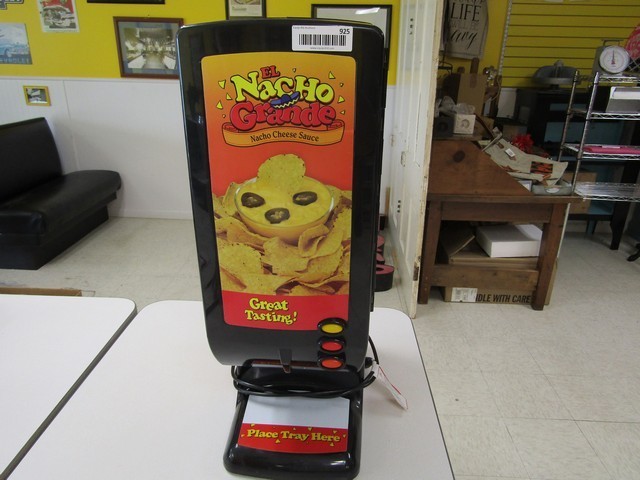 925
LIFE
EL
NacHo
GraNde
Nacho Cheese Sauce
Great
Tasting!
DLE WITH CARE
Place Tray Here